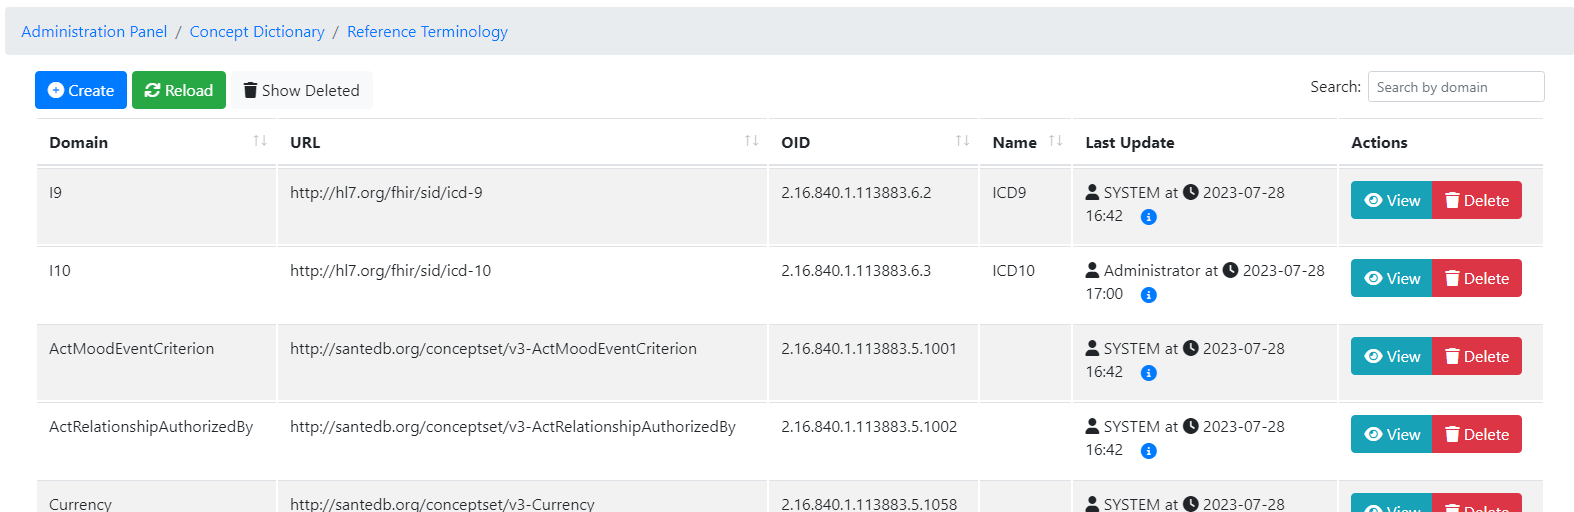 Administration Panel / Concept Dictionary / Reference Terminology
Create Reload Show Deleted Search: Search by domain
Domain URL OID Name Last Update Actions
I9 http://hl7.org/fhir/sid/icd-9 2.16.840.1.113883.6.2 ICD9 SYSTEM at 2023-07-28 View Delete
16:42
I10 http://hl7.org/fhir/sid/icd-10 2.16.840.1.113883.6.3 ICD10 Administrator at 2023-07-28 View Delete
17:00
ActMoodEventCriterion http://santedb.org/conceptset/v3-ActMoodEventCriterion 2.16.840.1.113883.5.1001 SYSTEM at 2023-07-28 View Delete
16:42
ActRelationshipAuthorizedBy http://santedb.org/conceptset/v3-ActRelationshipAuthorizedBy 2.16.840.1.113883.5.1002 SYSTEM at 2023-07-28 View Delete
16:42
Currency http://santedb.org/conceptset/v3-Currency 2.16.840.1.113883.5.1058 SYSTEM at 2023-07-28 View Delete